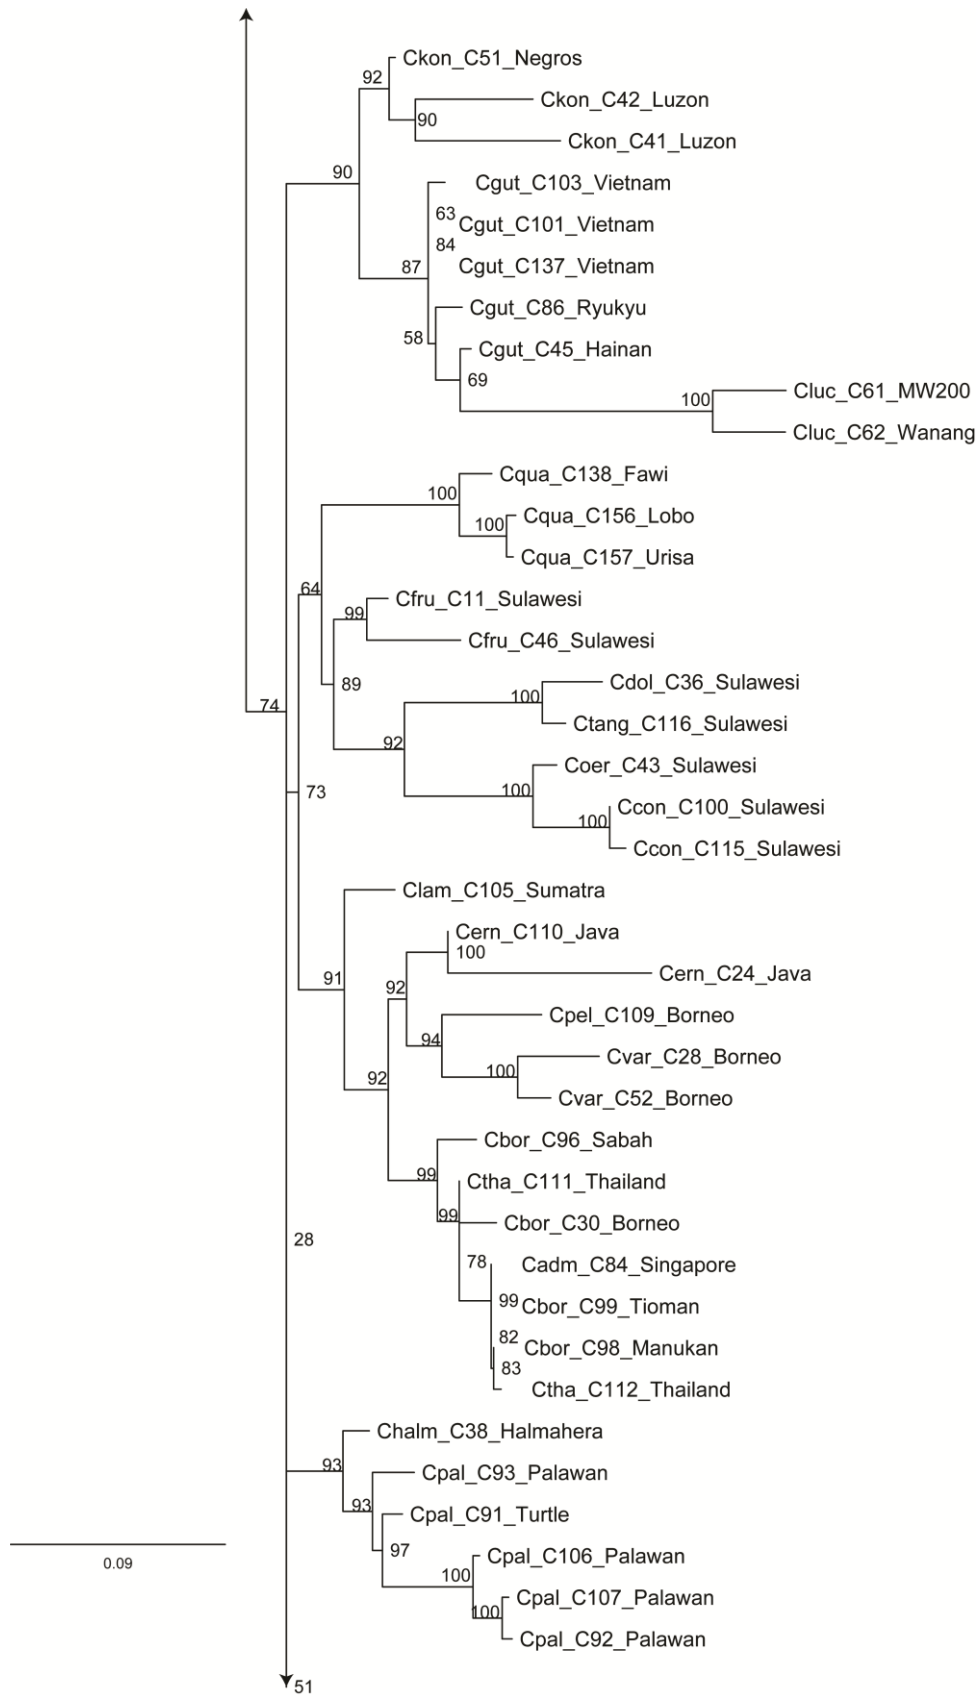 Ckon_C51_Negros
92
Ckon_C42_Luzon
90
Ckon_C41_Luzon
90
Cgut_C103_Vietnam
63
Cgut_C101_Vietnam
84
87
Cgut_C137_Vietnam
Cgut_C86_Ryukyu
58
Cgut_C45_Hainan
69
Cluc_C61_MW200
100
Cluc_C62_Wanang
Cqua_C138_Fawi
100
Cqua_C156_Lobo
100
Cqua_C157_Urisa
64
Cfru_C11_Sulawesi
99
Cfru_C46_Sulawesi
89
Cdol_C36_Sulawesi
100
74
Ctang_C116_Sulawesi
92
Coer_C43_Sulawesi
73
100
Ccon_C100_Sulawesi
100
Ccon_C115_Sulawesi
Clam_C105_Sumatra
Cern_C110_Java
100
91
Cern_C24_Java
92
Cpel_C109_Borneo
94
Cvar_C28_Borneo
92
100
Cvar_C52_Borneo
Cbor_C96_Sabah
99
Ctha_C111_Thailand
99
Cbor_C30_Borneo
28
78
Cadm_C84_Singapore
99
Cbor_C99_Tioman
82
Cbor_C98_Manukan
83
Ctha_C112_Thailand
Chalm_C38_Halmahera
93
Cpal_C93_Palawan
93
Cpal_C91_Turtle
97
Cpal_C106_Palawan
0.09
100
Cpal_C107_Palawan
100
Cpal_C92_Palawan
51